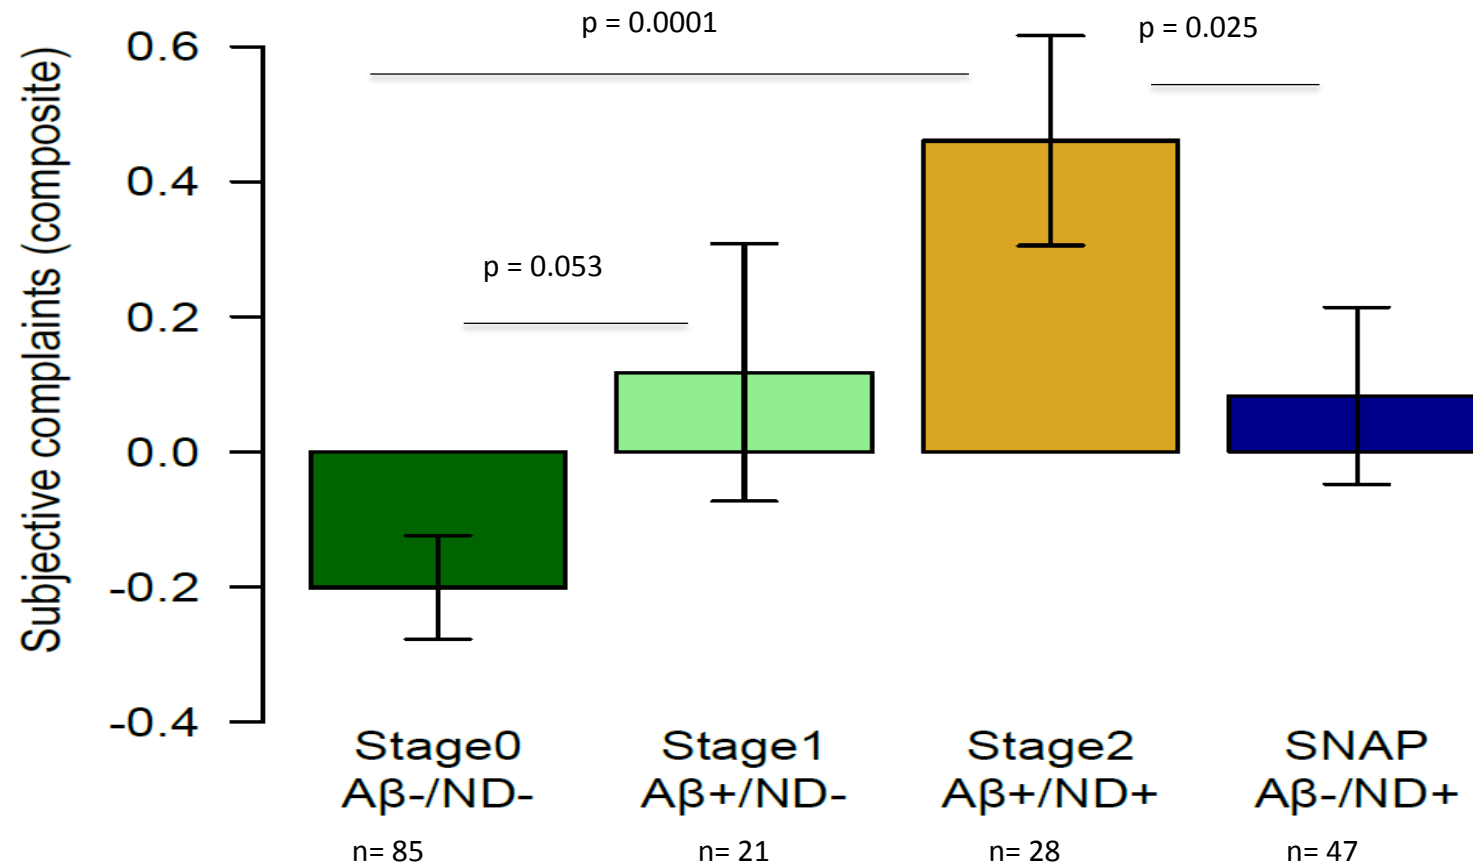 p = 0.0001
p = 0.025
p = 0.053
Subjective complaints (composite)
0.6
0.4
0.2
0.0
-0.2
-0.4
Stage0
Aβ-/ND-
n= 85
Stage1
Aβ+/ND-
n= 21
Stage2
Aβ+/ND+
n= 28
SNAP
Aβ-/ND+
n= 47